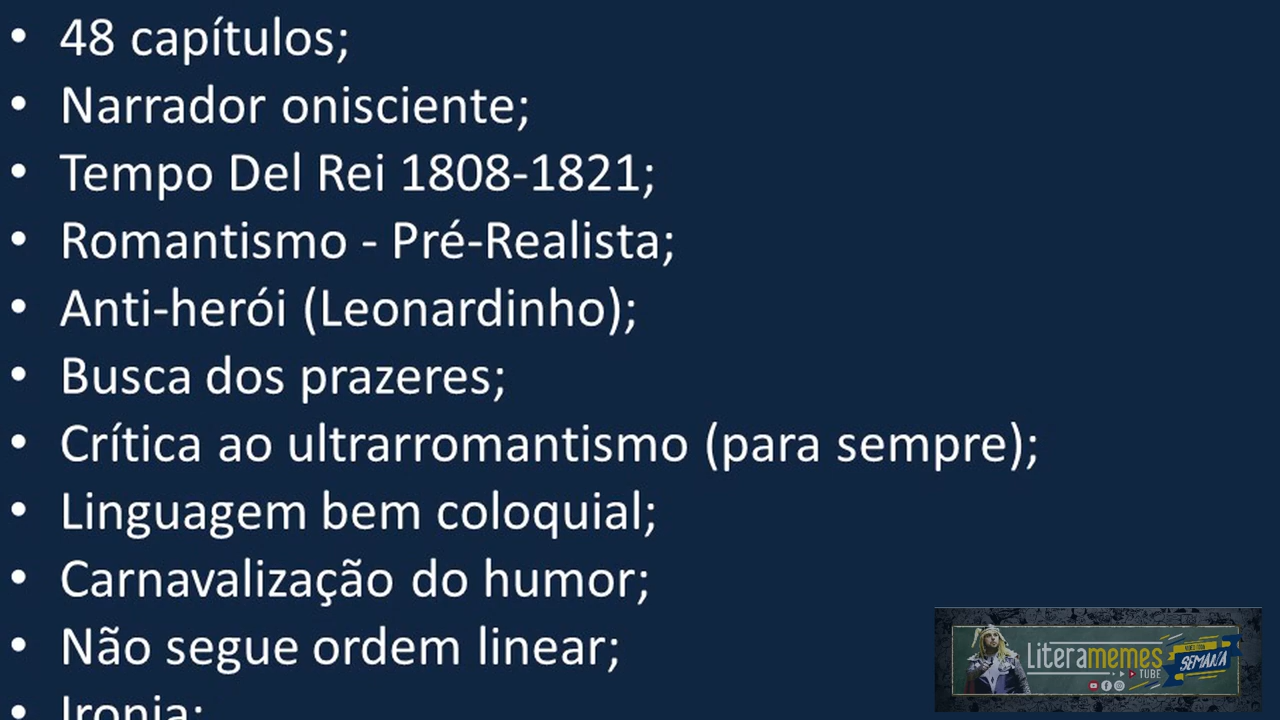 • 48 capítulos;
• Narrador onisciente;
• Tempo Del Rei 1808-1821;
• Romantismo - Pré-Realista;
• Anti-herói (Leonardinho);
• Busca dos prazeres;
• Crítica ao ultrarromantismo (para sempre);
• Linguagem bem coloquial;
• Carnavalização do humor;
• Não segue ordem linear;
• Ironia;
Literamemes
TUBE
SEMANA